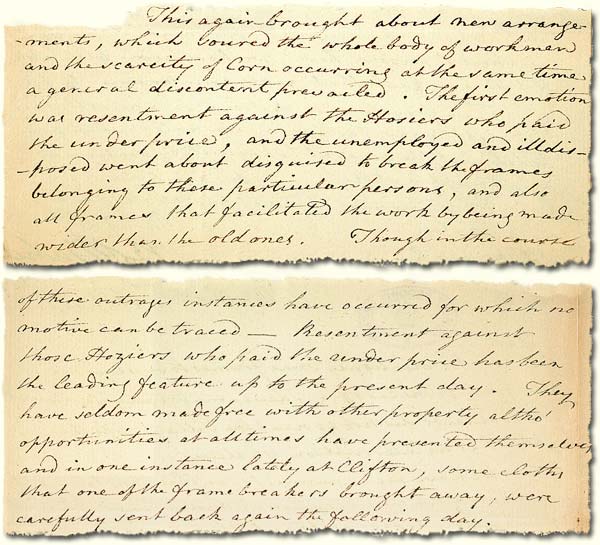 This again brought about new arrange-
ments, which soured the whole body of workman
and the scarcity of Corn occurring at the same time
a general discontent prevailed. The first emotion
was resentment against the Hosiers who paid
the under price, and the unemployed and illdis-
-posed went about disguised to break the frames
belonging to these particular persons, and also
all frames that facilitated the work by being made
wider than the old ones. Though in the course
of these outrages instances have occurred for which no
motive can be traced — Resentment against
those Hoziers who paid the under price has been
the leading feature up to the present day. They
have seldom made free with other property altho'
opportunities at all times have presented themselves
and in one instance lately at Clifton, some cloths
that one of the frame breakers brought away, were
carefully sent back again the following day.